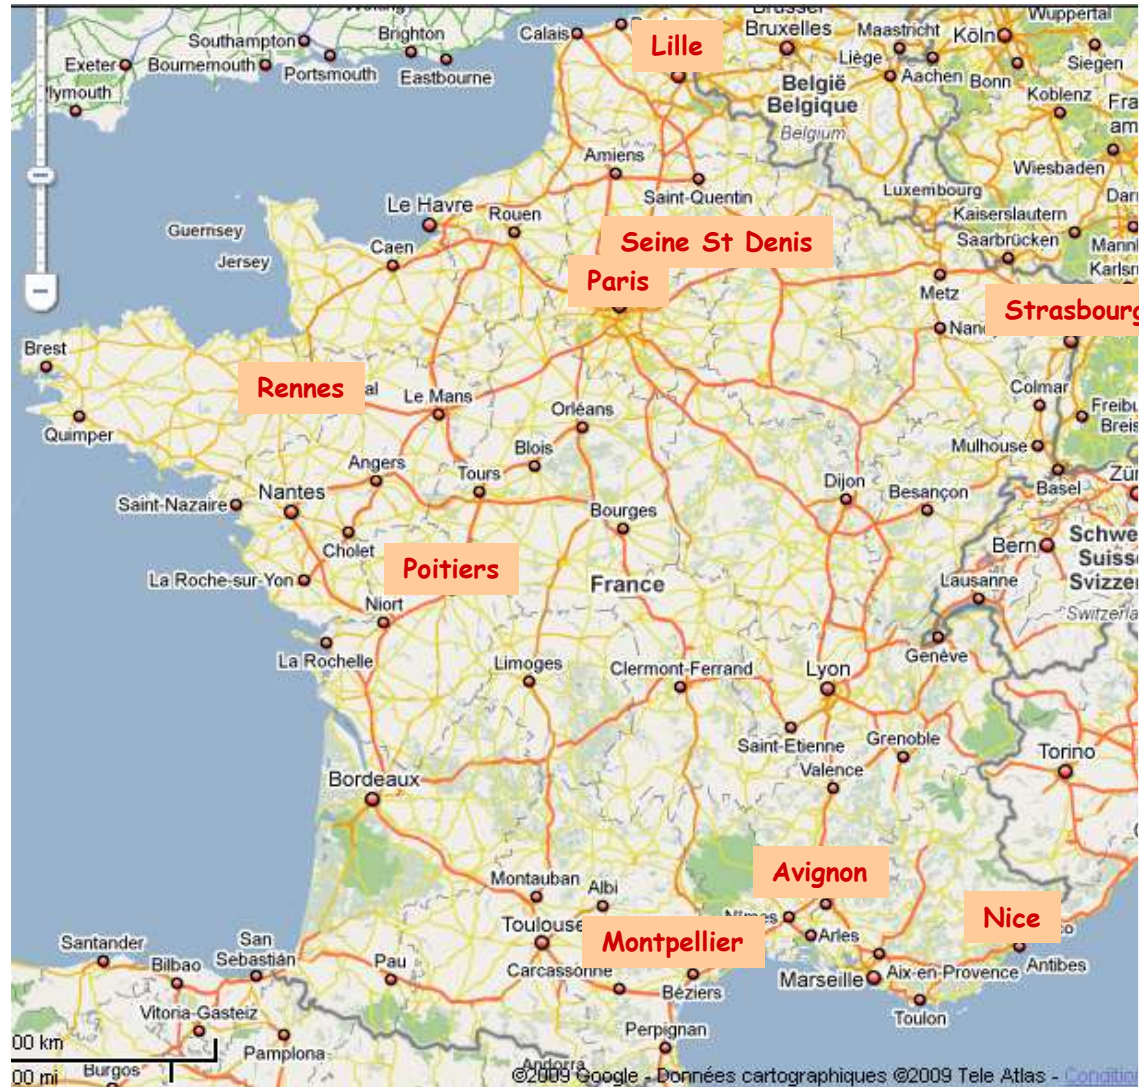 Southampton
Brighton
Calais
Lille
Bruxelles
Maastricht
Köln
Wuppertal
Exeter
Bournemouth
Portsmouth
Eastbourne
Liège
Aachen
Bonn
Siegen
België
Belgique
Belgium
Koblenz
Amiens
Saint-Quentin
Luxembourg
Wiesbaden
Le Havre
Rouen
Kaiserslautern
Guernsey
Jersey
Caen
Seine St Denis
Saarbrücken
Paris
Metz
Strasbourg
Brest
Rennes
Le Mans
Orléans
Colmar
Quimper
Blois
Mulhouse
Angers
Tours
Dijon
Besançon
Basel
Saint-Nazaire
Nantes
Bourges
Cholet
Bern
Poitiers
France
Lausanne
La Roche-sur-Yon
Niort
La Rochelle
Limoges
Clermont-Ferrand
Lyon
Genève
Saint-Etienne
Grenoble
Torino
Bordeaux
Valence
Montauban
Albi
Avignon
Nîmes
Nice
Toulouse
Montpellier
Arles
Santander
Bilbao
San
Sebastián
Pau
Carcassonne
Béziers
Marseille
Aix-en-Provence
Antibes
Toulon
Vitoria-Gasteiz
Pamplona
Perpignan
00 km
00 mi
Burgos
Andorra
©2009 Google - Données cartographiques ©2009 Tele Atlas -